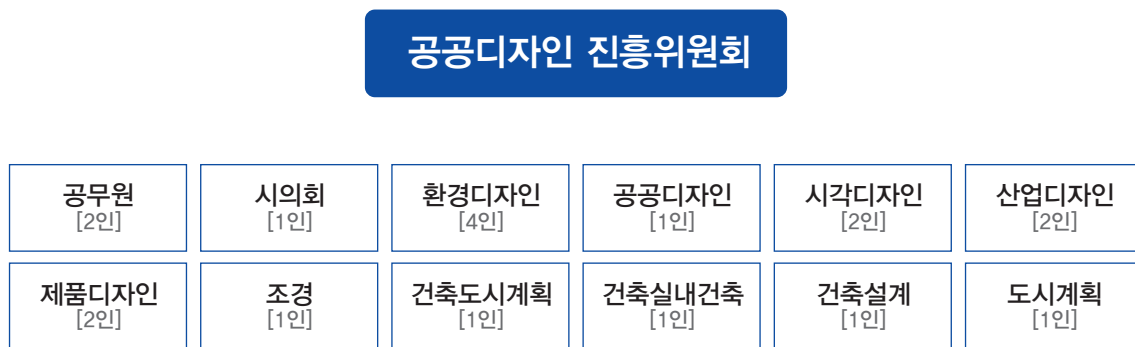 공공디자인 진흥위원회
공무원 시의회 환경디자인 공공디자인 시각디자인 산업디자인
[2인] [1인] [4인] [1인] [2인] [2인]
제품디자인 조경 건축도시계획 건축실내건축 건축설계 도시계획
[2인] [1인] [1인] [1인] [1인] [1인]